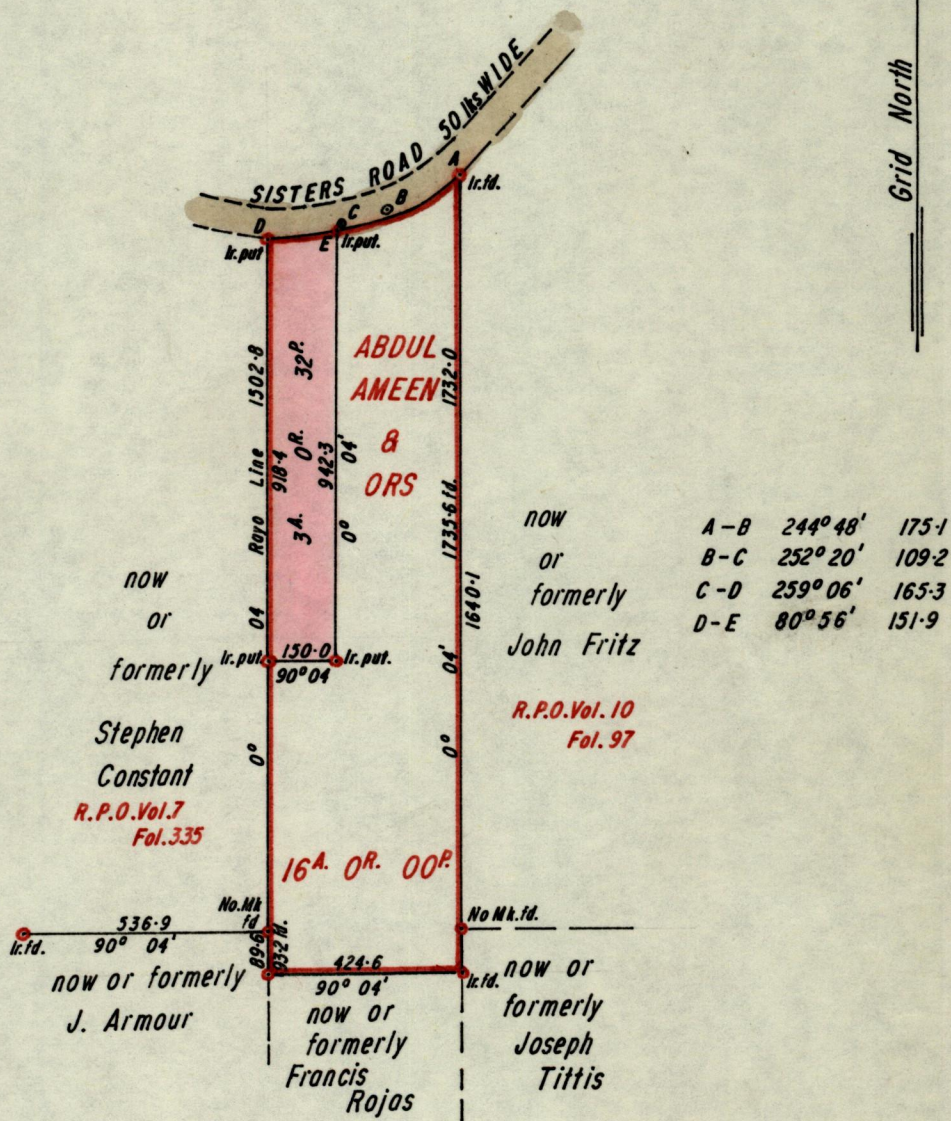 Grid North
SISTERS ROAD 50 lks WIDE
A
Ir.fd.
B
C
D
E
Ir.put
Ir.put.
ABDUL
AMEEN
&
ORS
32P.
0R.
3A.
1502·8
Royo Line
04
0°
918·4
942·3
0° 04'
1732·0
1735·6 fd.
1640·1
0° 04'
now
or
formerly
John Fritz
R.P.O.Vol. 10
Fol. 97
A-B 244° 48' 175·1
B-C 252° 20' 109·2
C-D 259° 06' 165·3
D-E 80° 56' 151·9
now
or
formerly
Stephen
Constant
R.P.O.Vol.7
Fol.335
Ir.put
150·0
Ir.put.
90° 04
16A. 0R. 00P.
No.Mk
fd
No Mk.fd.
536·9
Ir.fd.
90° 04'
89·6
93·2 fd.
424·6
90° 04'
Ir.fd.
now or formerly
J. Armour
now or
formerly
Francis
Rojas
now or
formerly
Joseph
Tittis